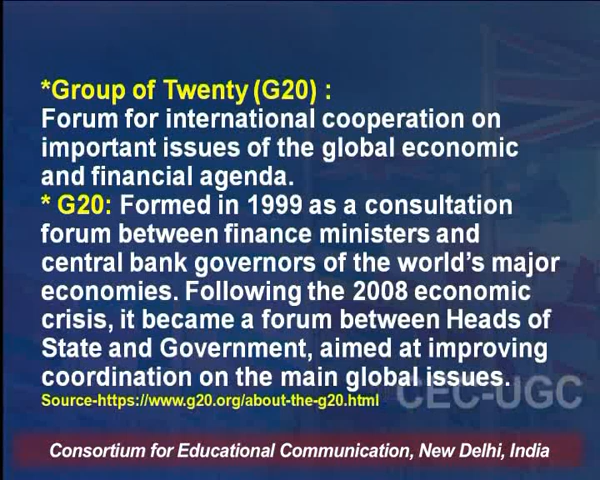 *Group of Twenty (G20) :
Forum for international cooperation on
important issues of the global economic
and financial agenda.
* G20: Formed in 1999 as a consultation
forum between finance ministers and
central bank governors of the world's major
economies. Following the 2008 economic
crisis, it became a forum between Heads of
State and Government, aimed at improving
coordination on the main global issues.
Source-https://www.g20.org/about-the-g20.html
CEC-UGC
Consortium for Educational Communication, New Delhi, India